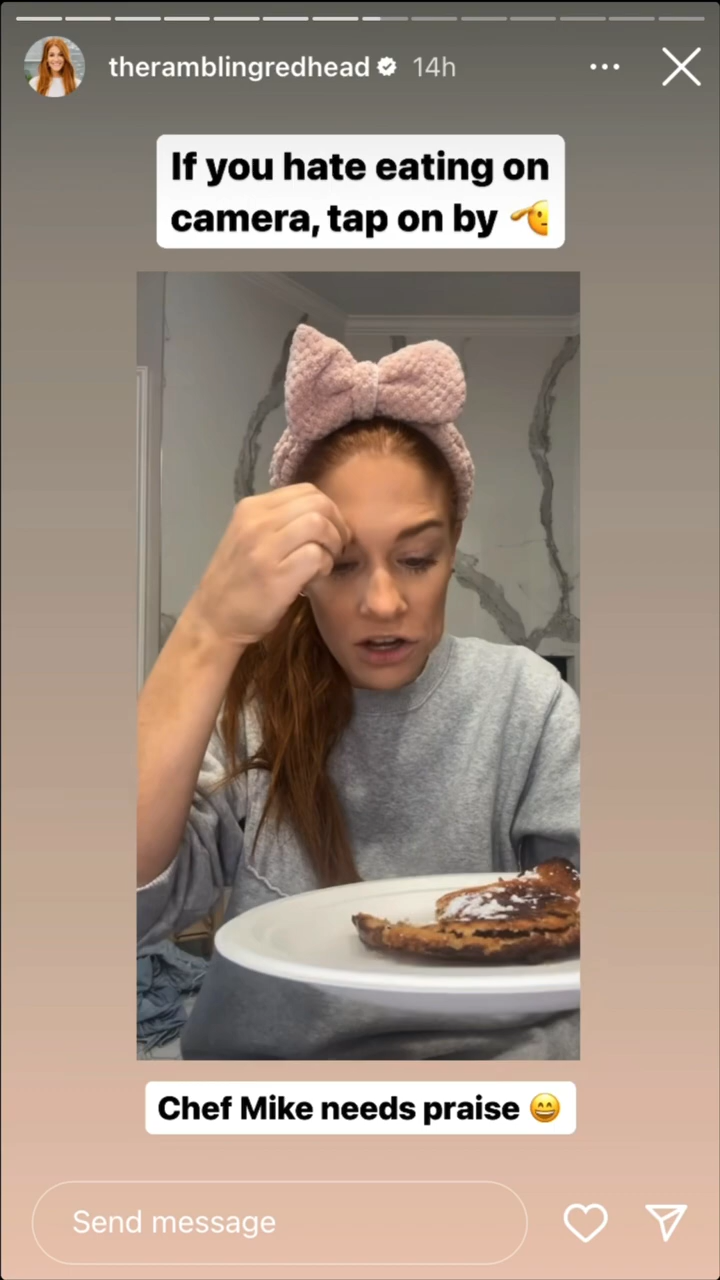 theramblingredhead 14h
If you hate eating on
camera, tap on by 🫡
Chef Mike needs praise 😄
Send message